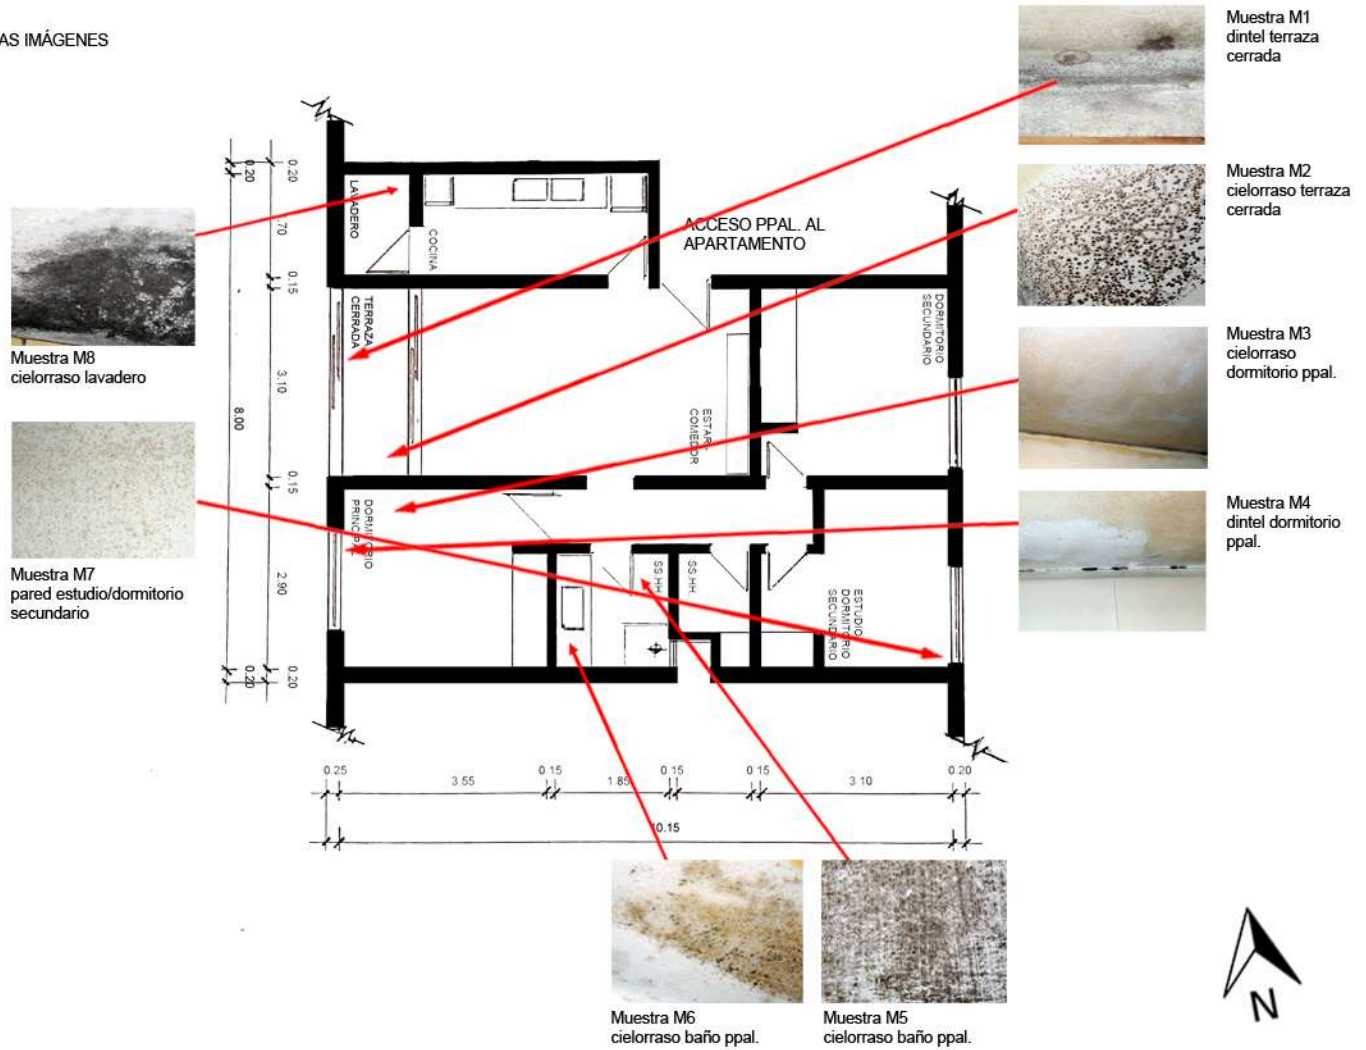 AS IMÁGENES
Muestra M1
dintel terraza
cerrada
Muestra M2
cielorraso terraza
cerrada
Muestra M3
cielorraso
dormitorio ppal.
Muestra M4
dintel dormitorio
ppal.
ACCESO PPAL. AL
APARTAMENTO
LAVADERO
COCINA
TERRAZA
CERRADA
ESTAR
COMEDOR
DORMITORIO
SECUNDARIO
DORMITORIO
PRINCIPAL
SS.HH.
SS.HH.
ESTUDIO
DORMITORIO
SECUNDARIO
Muestra M8
cielorraso lavadero
Muestra M7
pared estudio/dormitorio
secundario
0.20
0.20
70
0.15
3.10
8.00
0.15
2.90
0.20
0.20
0.25
3.55
0.15
1.85
0.15
0.15
3.10
0.20
10.15
Muestra M6
cielorraso baño ppal.
Muestra M5
cielorraso baño ppal.
N